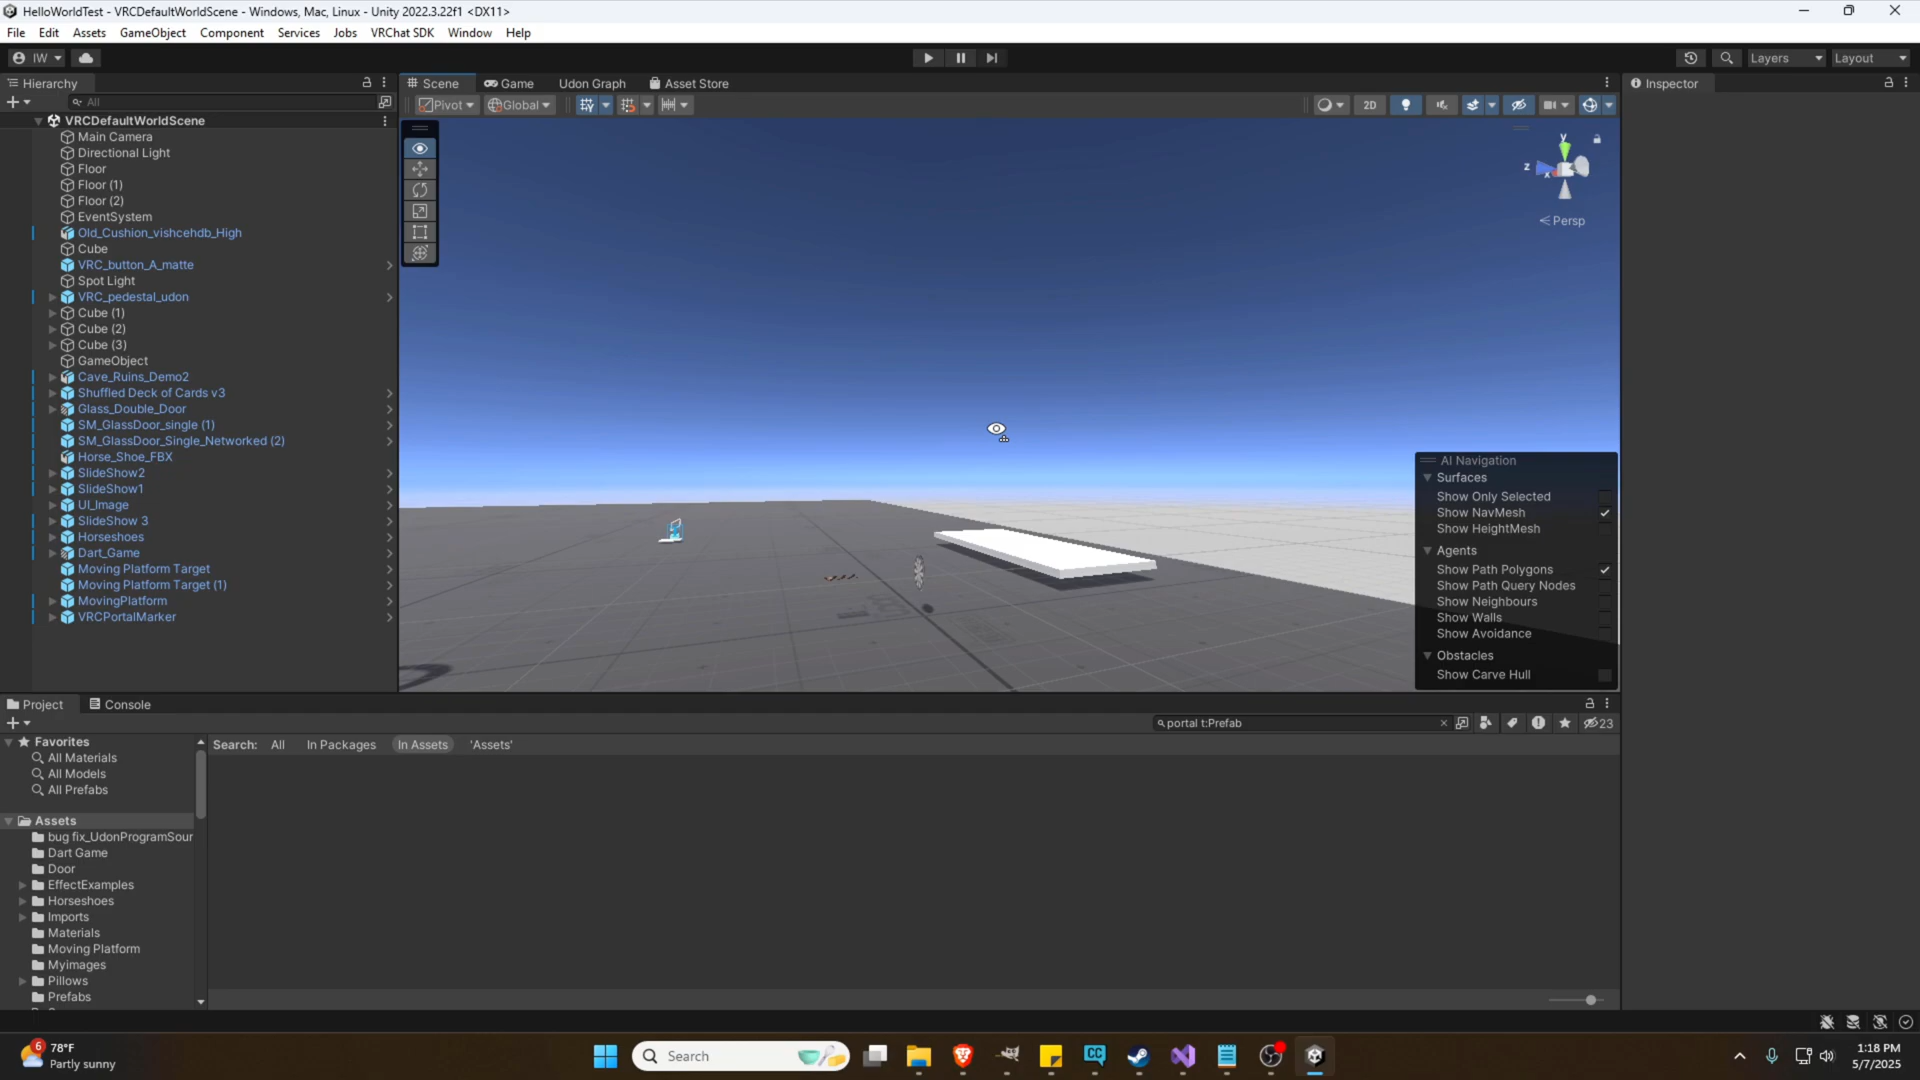 HelloWorldTest - VRCDefaultWorldScene - Windows, Mac, Linux - Unity 2022.3.22f1 <DX11>
File Edit Assets GameObject Component Services Jobs VRChat SDK Window Help
IW Layers Layout
Hierarchy
All
VRCDefaultWorldScene
Main Camera
Directional Light
Floor
Floor (1)
Floor (2)
EventSystem
Old_Cushion_vishcehdb_High
Cube
VRC_button_A_matte
Spot Light
VRC_pedestal_udon
Cube (1)
Cube (2)
Cube (3)
GameObject
Cave_Ruins_Demo2
Shuffled Deck of Cards v3
Glass_Double_Door
SM_GlassDoor_single (1)
SM_GlassDoor_Single_Networked (2)
Horse_Shoe_FBX
SlideShow2
SlideShow1
UI_Image
SlideShow 3
Horseshoes
Dart_Game
Moving Platform Target
Moving Platform Target (1)
MovingPlatform
VRCPortalMarker
Scene Game Udon Graph Asset Store
Pivot Global 2D
y
z
x
Persp
AI Navigation
Surfaces
Show Only Selected
Show NavMesh
Show HeightMesh
Agents
Show Path Polygons
Show Path Query Nodes
Show Neighbours
Show Walls
Show Avoidance
Obstacles
Show Carve Hull
Inspector
Project Console
portal t:Prefab
23
Favorites
All Materials
All Models
All Prefabs
Assets
bug fix_UdonProgramSour
Dart Game
Door
EffectExamples
Horseshoes
Imports
Materials
Moving Platform
Myimages
Pillows
Prefabs
Search: All In Packages In Assets 'Assets'
6
78°F
Partly sunny
Search
CC
1:18 PM
5/7/2025